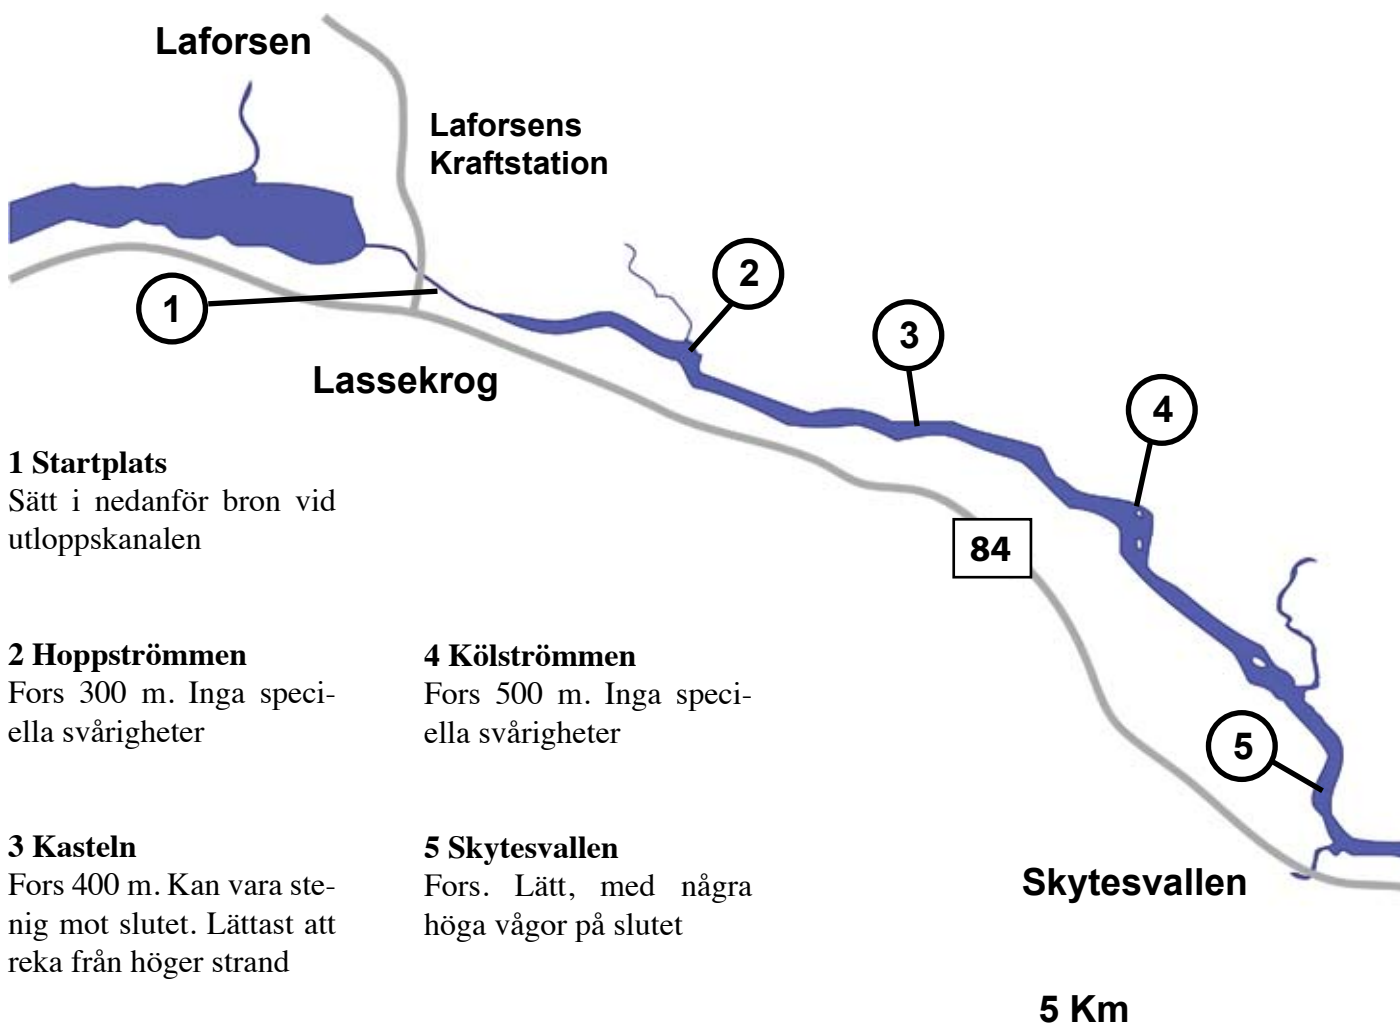 Laforsen
Laforsens
Kraftstation
1
2
3
4
Lassekrog
84
5
Skytesvallen
5 Km
1 Startplats
Sätt i nedanför bron vid
utloppskanalen
2 Hoppströmmen
Fors 300 m. Inga speci-
ella svårigheter
3 Kasteln
Fors 400 m. Kan vara ste-
nig mot slutet. Lättast att
reka från höger strand
4 Kölströmmen
Fors 500 m. Inga speci-
ella svårigheter
5 Skytesvallen
Fors. Lätt, med några
höga vågor på slutet